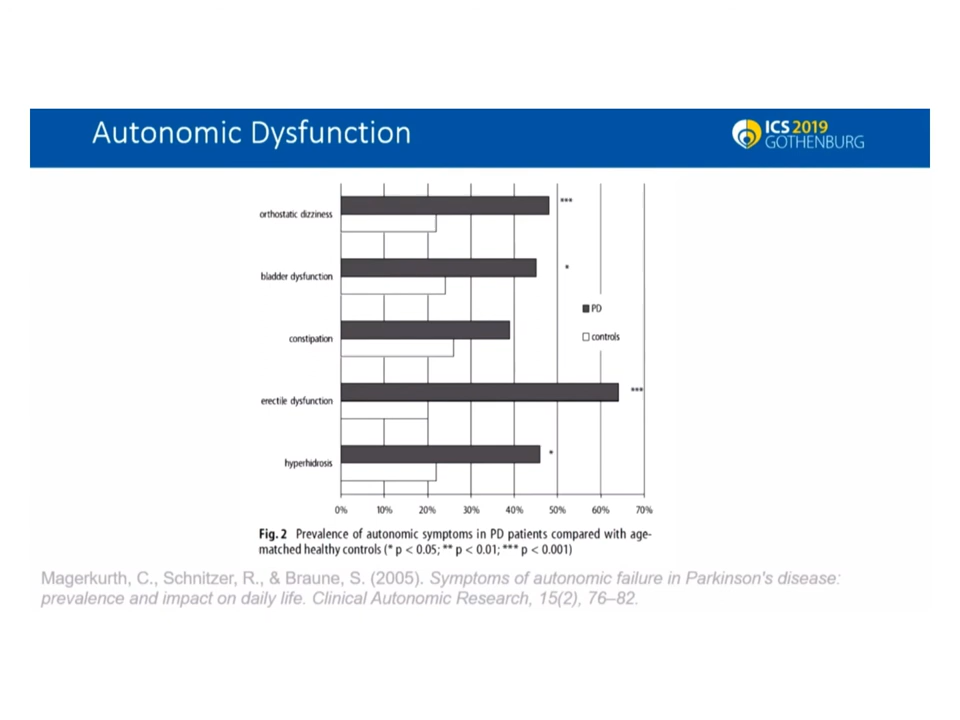 Autonomic Dysfunction
ICS 2019
GOTHENBURG
orthostatic dizziness
***
bladder dysfunction
*
PD
constipation
controls
erectile dysfunction
***
hyperhidrosis
*
0% 10% 20% 30% 40% 50% 60% 70%
Fig. 2 Prevalence of autonomic symptoms in PD patients compared with age-
matched healthy controls (* p < 0.05; ** p < 0.01; *** p < 0.001)
Magerkurth, C., Schnitzer, R., & Braune, S. (2005). Symptoms of autonomic failure in Parkinson's disease:
prevalence and impact on daily life. Clinical Autonomic Research, 15(2), 76–82.